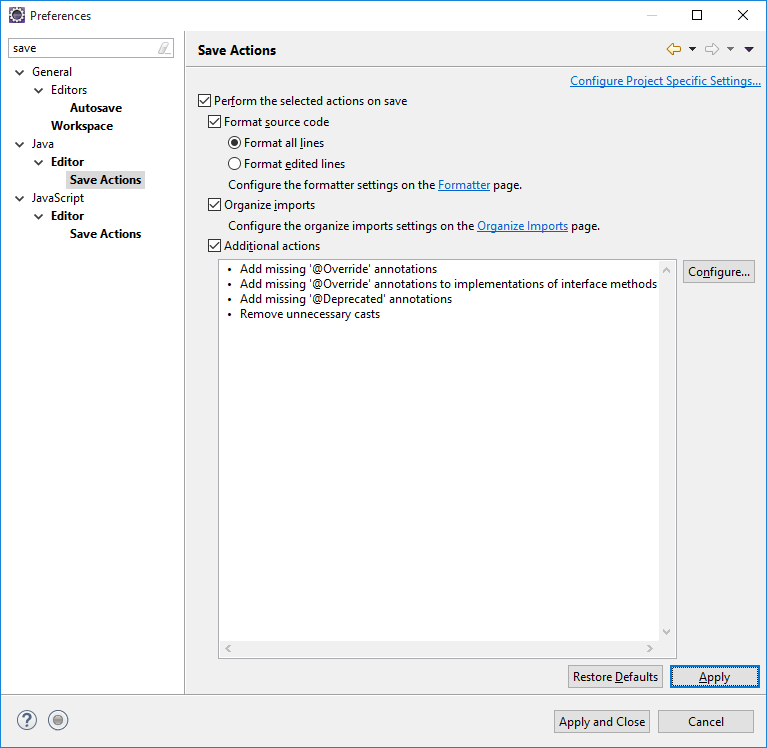 Preferences
save
General
Editors
Autosave
Workspace
Java
Editor
Save Actions
JavaScript
Editor
Save Actions
Save Actions
Configure Project Specific Settings...
Perform the selected actions on save
Format source code
Format all lines
Format edited lines
Configure the formatter settings on the Formatter page.
Organize imports
Configure the organize imports settings on the Organize Imports page.
Additional actions
• Add missing '@Override' annotations
• Add missing '@Override' annotations to implementations of interface methods
• Add missing '@Deprecated' annotations
• Remove unnecessary casts
Configure...
Restore Defaults
Apply
?
Apply and Close
Cancel